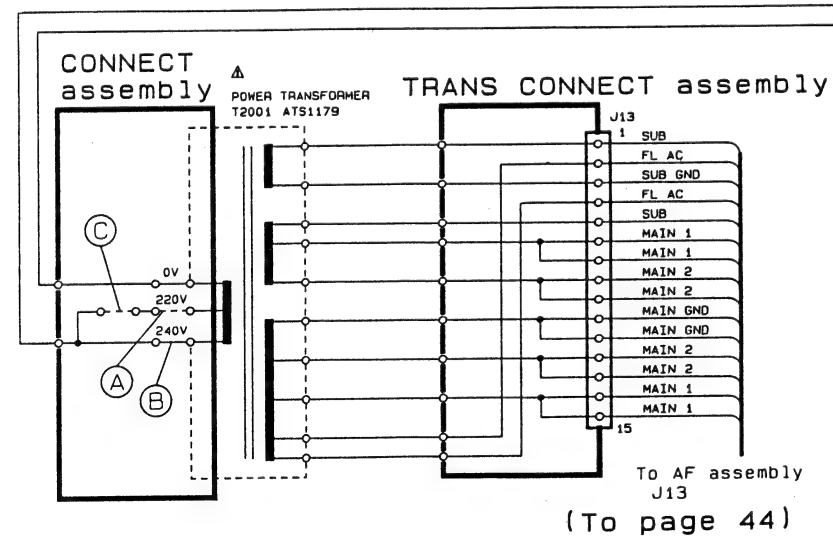 CONNECT
assembly
⚠
POWER TRANSFORMER
T2001 ATS1179
TRANS CONNECT assembly
J13
1
SUB
FL AC
SUB GND
FL AC
SUB
MAIN 1
MAIN 1
MAIN 2
MAIN 2
MAIN GND
MAIN GND
MAIN 2
MAIN 2
MAIN 1
MAIN 1
15
C
0V
220V
240V
A
B
To AF assembly
J13
(To page 44)